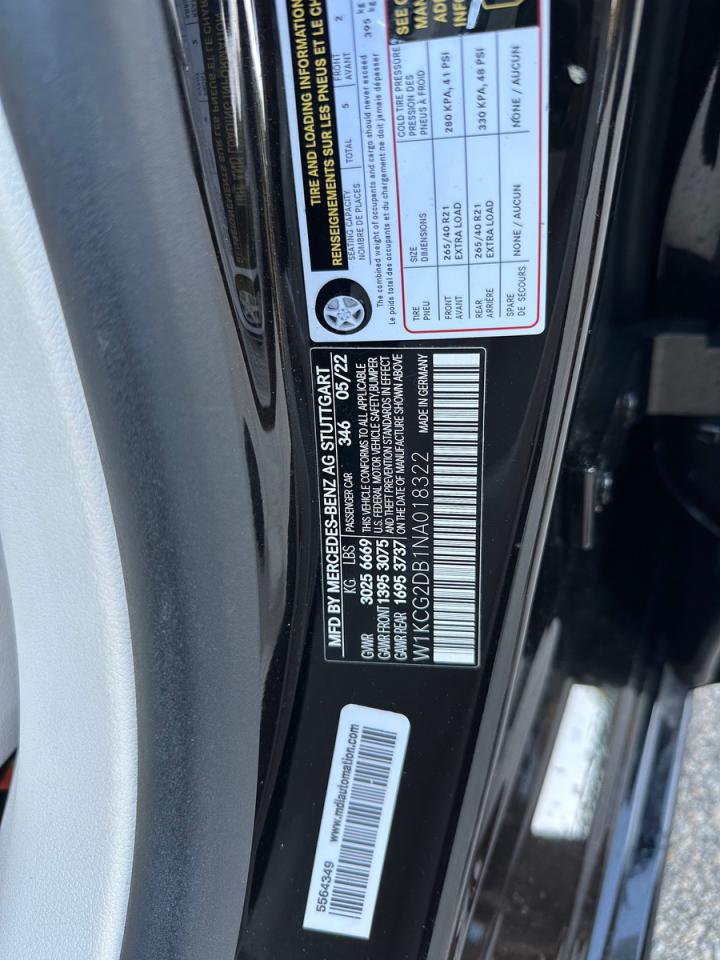 MFD BY MERCEDES-BENZ AG STUTTGART
KG LBS PASSENGER CAR 346 05/22
GVWR 3025 6669 THIS VEHICLE CONFORMS TO ALL APPLICABLE
GAWR FRONT 1395 3075 U.S. FEDERAL MOTOR VEHICLE SAFETY, BUMPER
AND THEFT PREVENTION STANDARDS IN EFFECT
GAWR REAR 1695 3737 ON THE DATE OF MANUFACTURE SHOWN ABOVE
W1KCG2DB1NA018322 MADE IN GERMANY
TIRE AND LOADING INFORMATION
RENSEIGNEMENTS SUR LES PNEUS ET LE CH
SEATING CAPACITY TOTAL 5 FRONT 2
NOMBRE DE PLACES AVANT
The combined weight of occupants and cargo should never exceed 395 kg
Le poids total des occupants et du chargement ne doit jamais dépasser
TIRE SIZE COLD TIRE PRESSURE
PNEU DIMENSIONS PRESSION DES
PNEUS À FROID
FRONT 265/40 R21 280 KPA, 41 PSI
AVANT EXTRA LOAD
REAR 265/40 R21 330 KPA, 48 PSI
ARRIÈRE EXTRA LOAD
SPARE NONE / AUCUN NONE / AUCUN
DE SECOURS
SEE O
MAN
ADD
INFO
5564349 www.mdiautomation.com